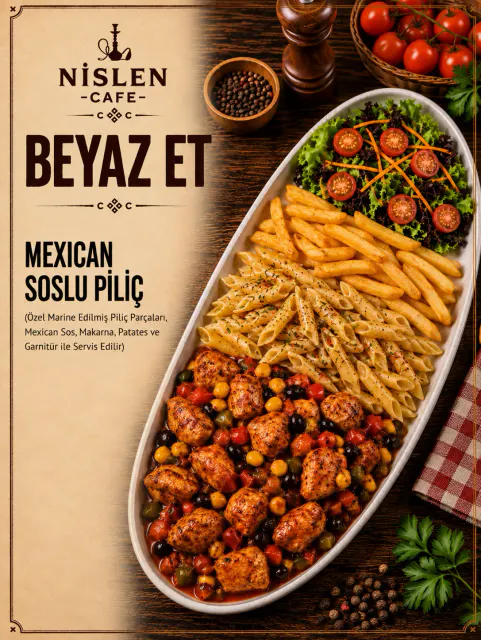 NİSLEN
-CAFE-
BEYAZ ET
MEXICAN
SOSLU PİLİÇ
(Özel Marine Edilmiş Piliç Parçaları,
Mexican Sos, Makarna, Patates ve
Garnitür ile Servis Edilir)